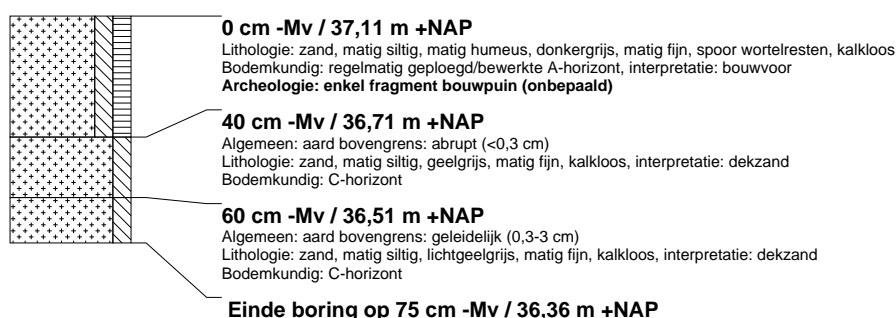 0 cm -Mv / 37,11 m +NAP
Lithologie: zand, matig siltig, matig humeus, donkergrijs, matig fijn, spoor wortelresten, kalkloos
Bodemkundig: regelmatig geploegd/bewerkte A-horizont, interpretatie: bouwvoor
Archeologie: enkel fragment bouwpuin (onbepaald)
40 cm -Mv / 36,71 m +NAP
Algemeen: aard bovengrens: abrupt (<0,3 cm)
Lithologie: zand, matig siltig, geelgrijs, matig fijn, kalkloos, interpretatie: dekzand
Bodemkundig: C-horizont
60 cm -Mv / 36,51 m +NAP
Algemeen: aard bovengrens: geleidelijk (0,3-3 cm)
Lithologie: zand, matig siltig, lichtgeelgrijs, matig fijn, kalkloos, interpretatie: dekzand
Bodemkundig: C-horizont
Einde boring op 75 cm -Mv / 36,36 m +NAP